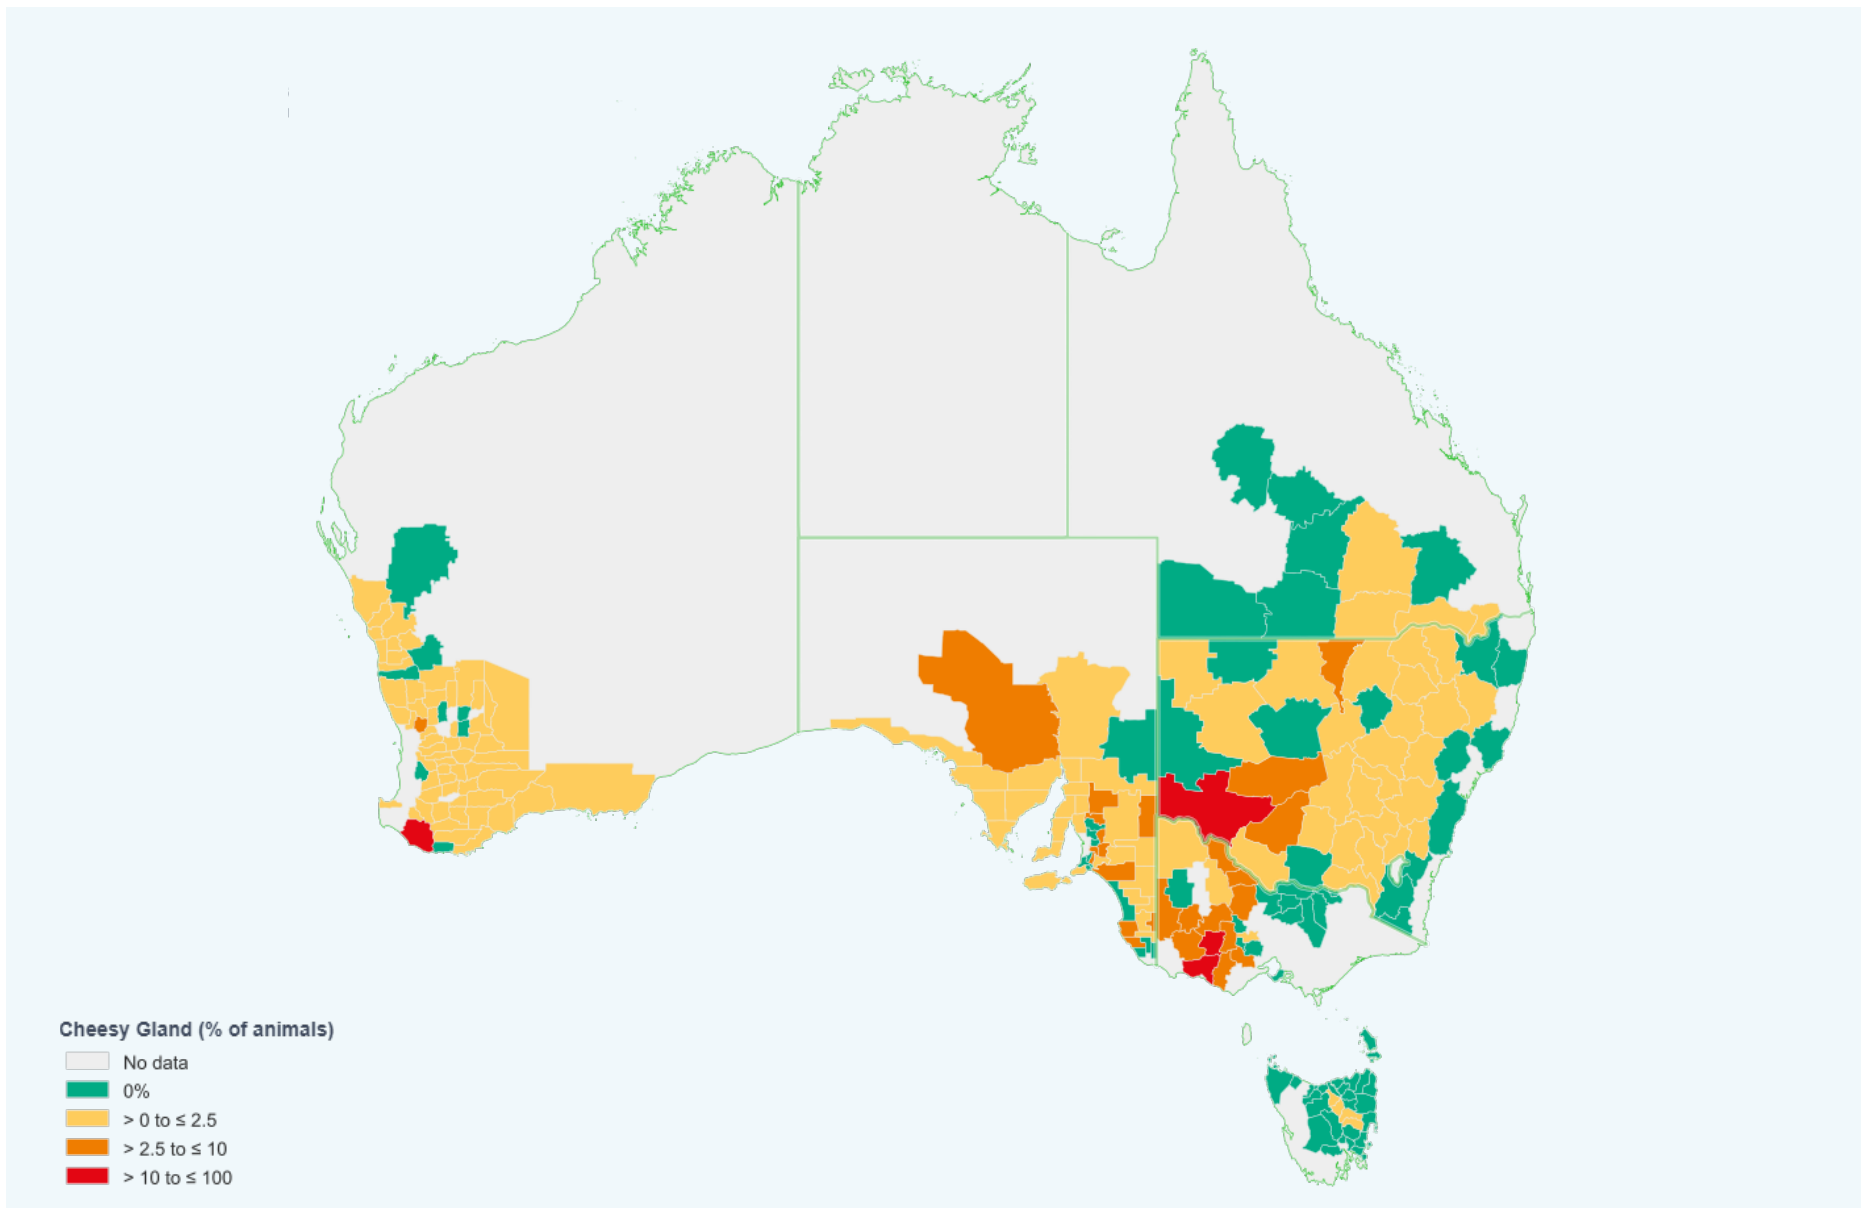 Cheesy Gland (% of animals)
No data
0%
> 0 to ≤ 2.5
> 2.5 to ≤ 10
> 10 to ≤ 100